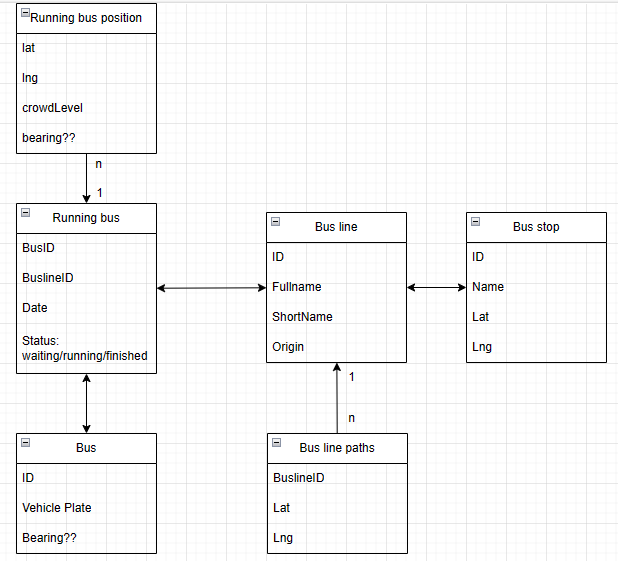 Running bus position
lat
lng
crowdLevel
bearing??
n
1
Running bus
BusID
BuslineID
Date
Status:
waiting/running/finished
Bus line
ID
Fullname
ShortName
Origin
Bus stop
ID
Name
Lat
Lng
1
n
Bus
ID
Vehicle Plate
Bearing??
Bus line paths
BuslineID
Lat
Lng